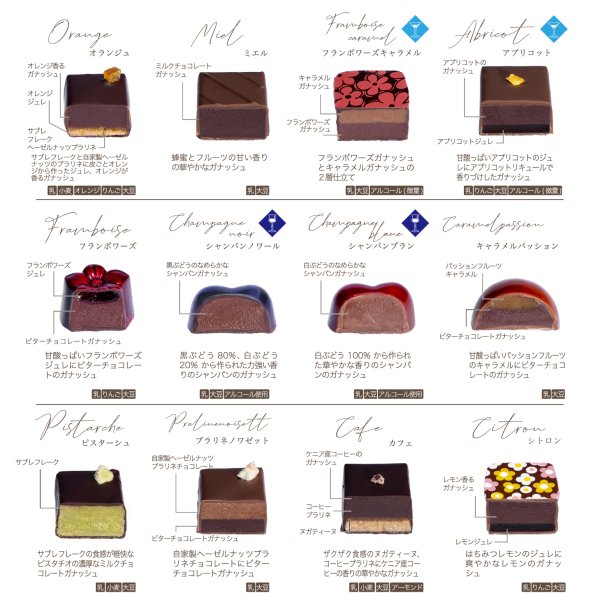 Orange
オランジュ
オレンジ香る
ガナッシュ
オレンジ
ジュレ
サブレ
フレーク
ヘーゼルナッツプラリネ
サブレフレークと自家製ヘーゼル
ナッツのプラリネに皮ごとオレン
ジから作ったジュレ、オレンジが
香るガナッシュ
乳 小麦 オレンジ りんご 大豆
Miel
ミエル
ミルクチョコレート
ガナッシュ
蜂蜜とフルーツの甘い香り
の華やかなガナッシュ
乳 大豆
Framboise
caramel
フランボワーズキャラメル
キャラメル
ガナッシュ
フランボワーズ
ガナッシュ
フランボワーズガナッシュ
とキャラメルガナッシュの
２層仕立て
乳 大豆 アルコール(微量)
Abricot
アプリコット
アプリコットの
ガナッシュ
アプリコットジュレ
甘酸っぱいアプリコットのジュ
レにアプリコットリキュールで
香りづけしたガナッシュ
乳 りんご 大豆 アルコール(微量)
Framboise
フランボワーズ
フランボワーズ
ジュレ
ビターチョコレートガナッシュ
甘酸っぱいフランボワーズ
ジュレにビターチョコレート
のガナッシュ
乳 りんご 大豆
Champagne
noir
シャンパンノワール
黒ぶどうのなめらかな
シャンパンガナッシュ
黒ぶどう 80%、白ぶどう
20% から作られた力強い香
りのシャンパンのガナッシュ
乳 大豆 アルコール使用
Champagne
blanc
シャンパンブラン
白ぶどうのなめらかな
シャンパンガナッシュ
白ぶどう 100% から作られ
た華やかな香りのシャンパ
ンのガナッシュ
乳 大豆 アルコール使用
Caramelpassion
キャラメルパッション
パッションフルーツ
キャラメル
ビターチョコレートガナッシュ
甘酸っぱいパッションフルーツ
のキャラメルにビターチョコ
レートのガナッシュ
乳 大豆
Pistache
ピスターシュ
サブレフレーク
サブレフレークの食感が軽快な
ピスタチオの濃厚なミルクチョ
コレートガナッシュ
乳 小麦 大豆
Pralinenoisett
プラリネノワゼット
自家製ヘーゼルナッツ
プラリネチョコレート
ビターチョコレートガナッシュ
自家製ヘーゼルナッツプラ
リネチョコレートにビター
チョコレートガナッシュ
乳 大豆
Cafe
カフェ
ケニア産コーヒーの
ガナッシュ
コーヒー
プラリネ
ヌガティーヌ
ザクザク食感のヌガティーヌ、
コーヒープラリネにケニア産コー
ヒーの香りの華やかなガナッシュ
乳 小麦 大豆 アーモンド
Citron
シトロン
レモン香る
ガナッシュ
レモンジュレ
はちみつレモンのジュレに
爽やかなレモンのガナッ
シュ
乳 りんご 大豆